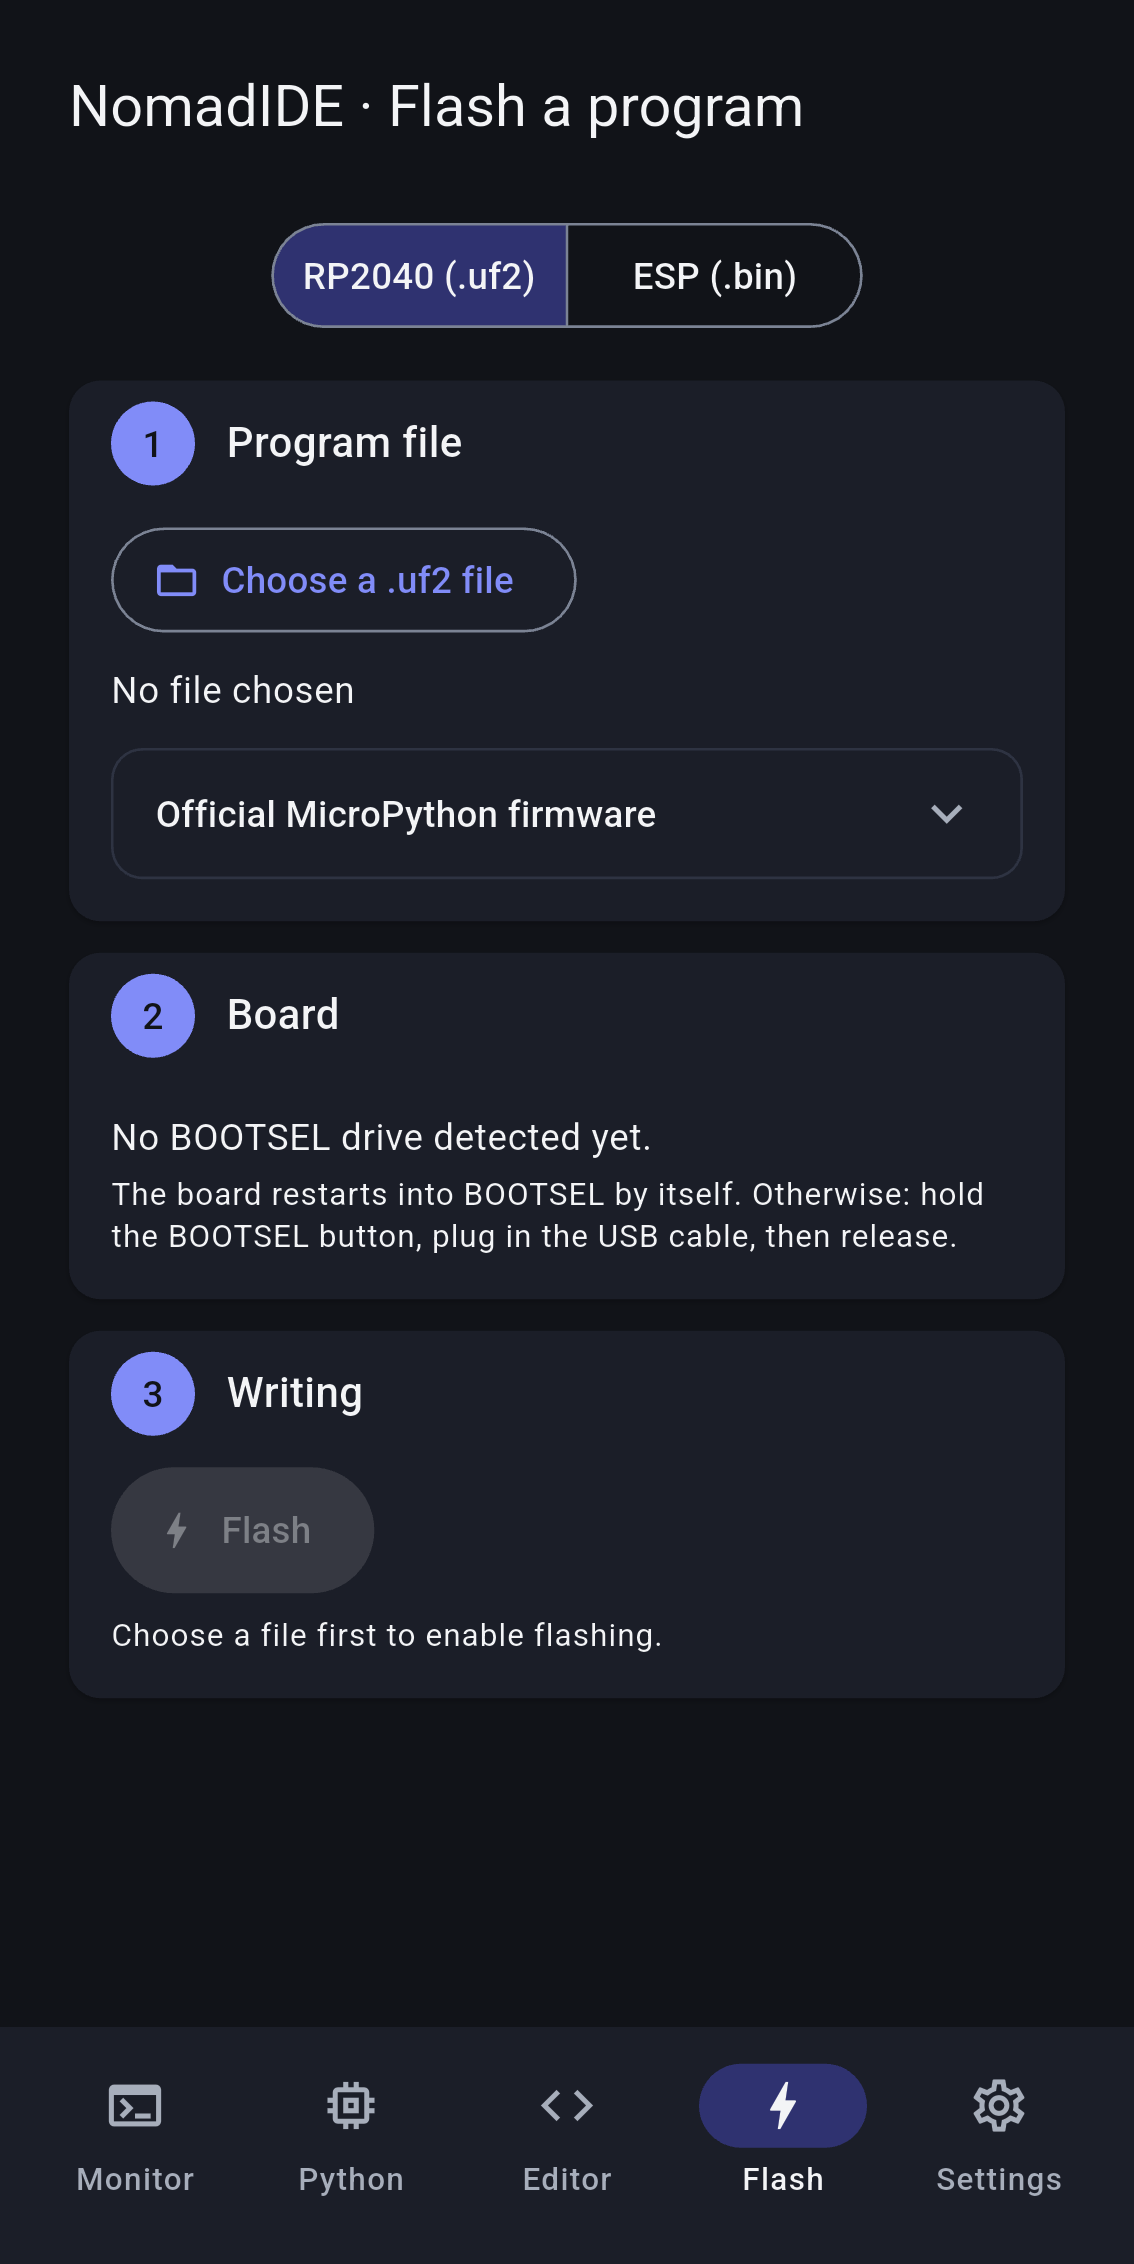 NomadIDE · Flash a program
RP2040 (.uf2)
ESP (.bin)
1
Program file
Choose a .uf2 file
No file chosen
Official MicroPython firmware
2
Board
No BOOTSEL drive detected yet.
The board restarts into BOOTSEL by itself. Otherwise: hold
the BOOTSEL button, plug in the USB cable, then release.
3
Writing
Flash
Choose a file first to enable flashing.
Monitor
Python
Editor
Flash
Settings